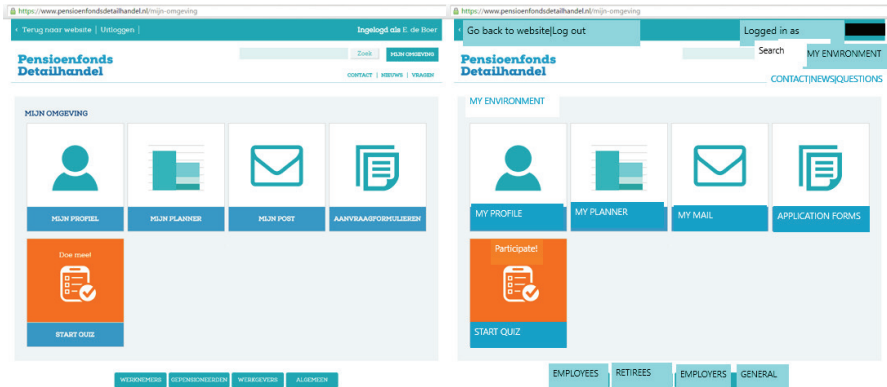 https://www.pensioenfondsdetailhandel.nl/mijn-omgeving
‹ Terug naar website | Uitloggen |
Ingelogd als E. de Boer
Pensioenfonds
Detailhandel
Zoek
MIJN OMGEVING
CONTACT | NIEUWS | VRAGEN
MIJN OMGEVING
MIJN PROFIEL
MIJN PLANNER
MIJN POST
AANVRAAGFORMULIEREN
Doe mee!
START QUIZ
WERKNEMERS
GEPENSIONEERDEN
WERKGEVERS
ALGEMEEN
https://www.pensioenfondsdetailhandel.nl/mijn-omgeving
‹ Go back to website|Log out
Logged in as
Pensioenfonds
Detailhandel
Search
MY ENVIRONMENT
CONTACT|NEWS|QUESTIONS
MY ENVIRONMENT
MY PROFILE
MY PLANNER
MY MAIL
APPLICATION FORMS
Participate!
START QUIZ
EMPLOYEES
RETIREES
EMPLOYERS
GENERAL